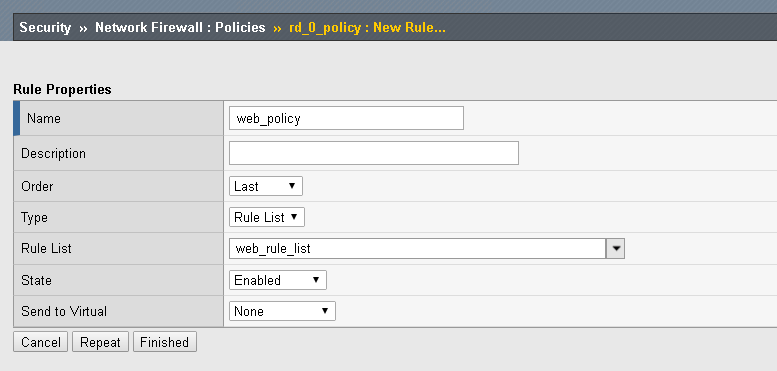 Security » Network Firewall : Policies » rd_0_policy : New Rule...
Rule Properties
Name web_policy
Description
Order Last
Type Rule List
Rule List web_rule_list
State Enabled
Send to Virtual None
Cancel Repeat Finished